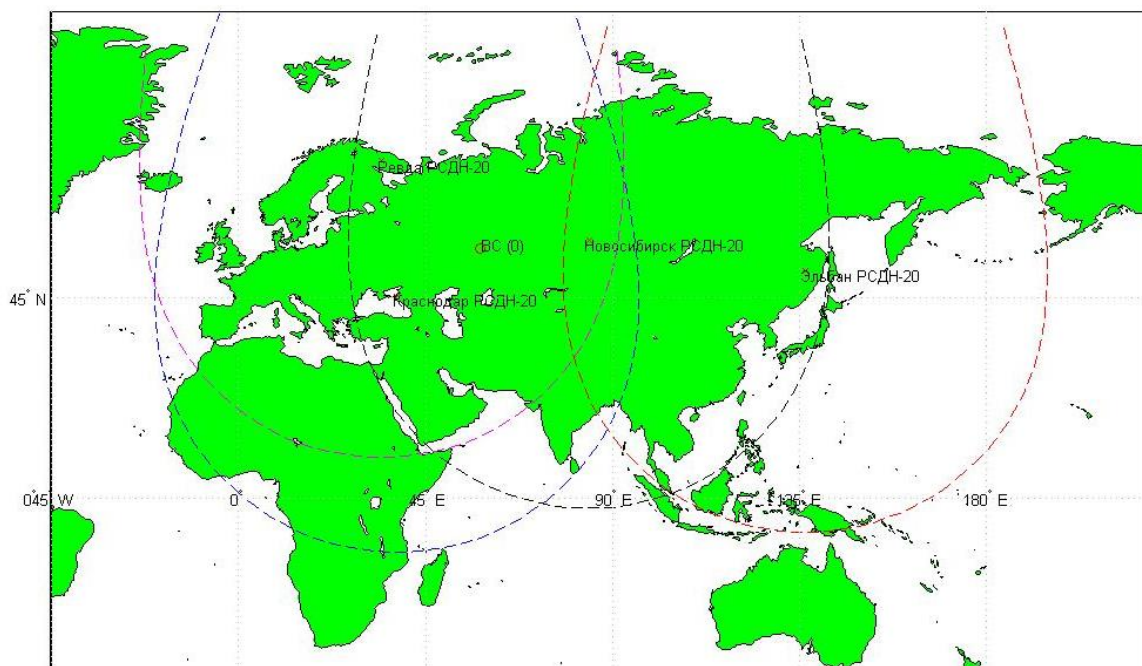 Ревда РСДН-20
ВС (0)
Новосибирск РСДН-20
Эльбан РСДН-20
45° N
Краснодар РСДН-20
045° W
0°
45° E
90° E
135° E
180° E